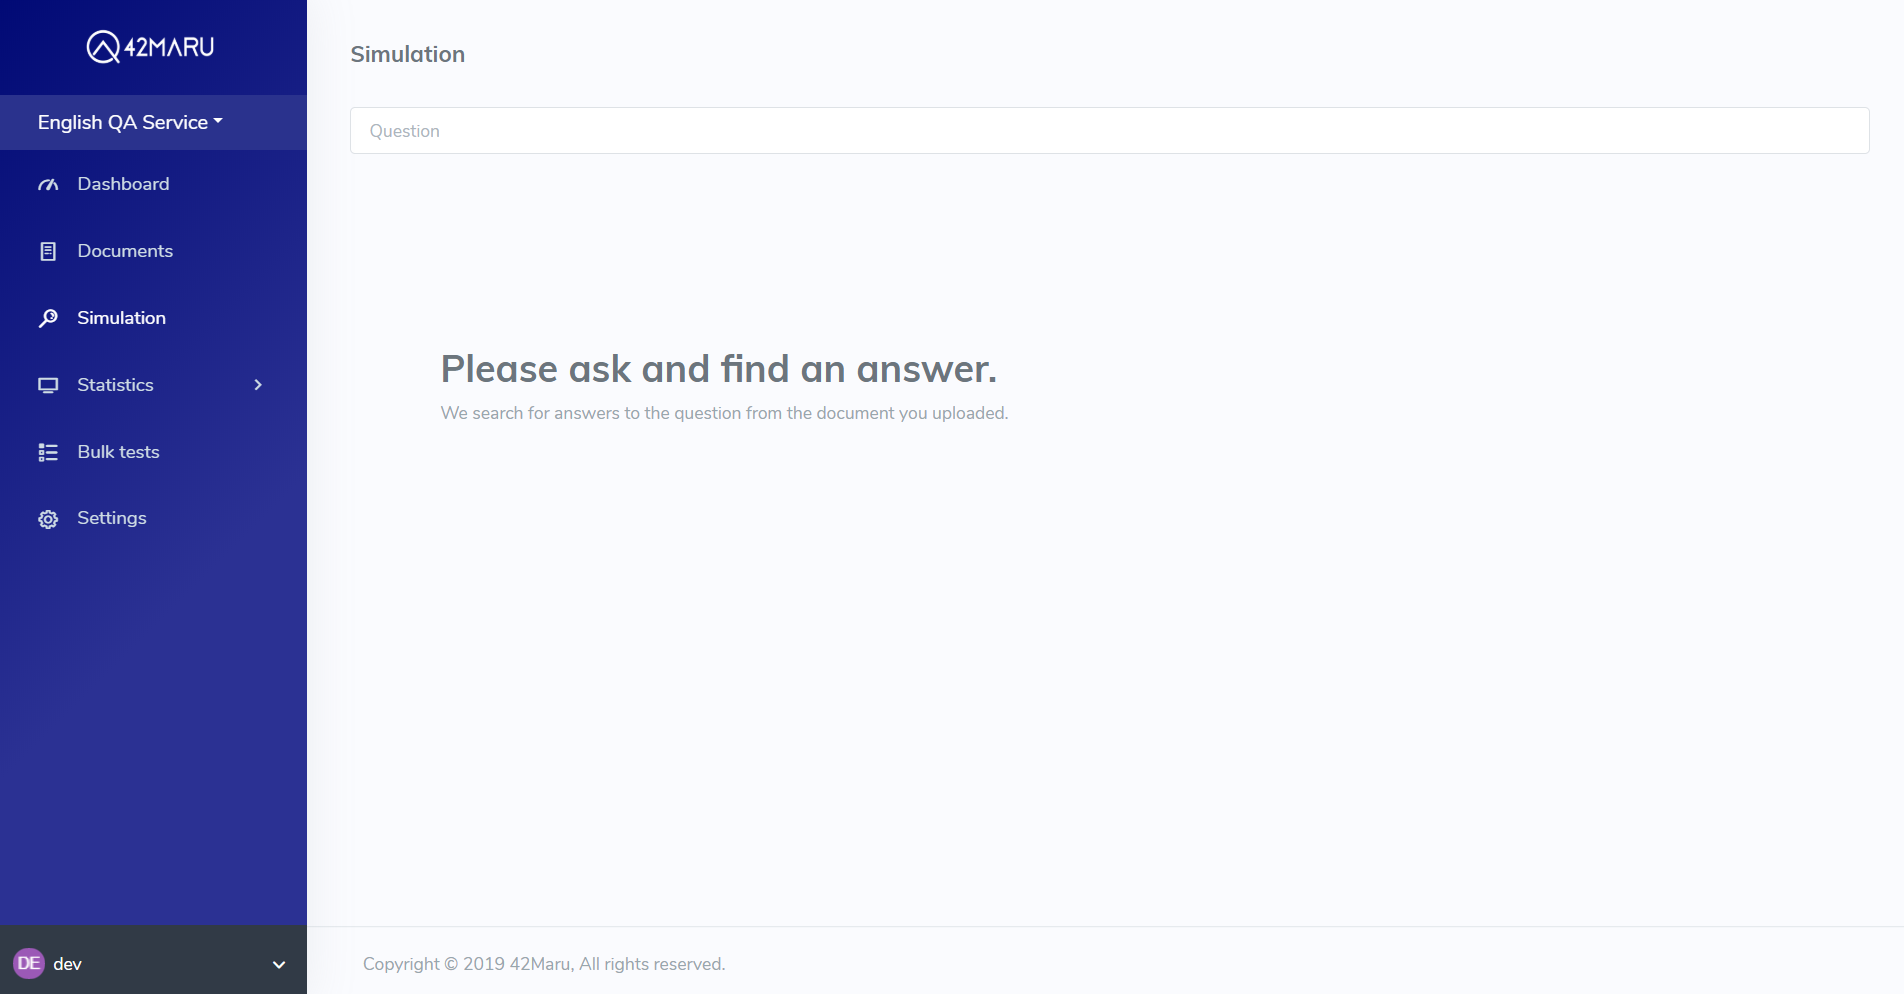 42MARU
English QA Service
Dashboard
Documents
Simulation
Statistics
Bulk tests
Settings
DE dev
Simulation
Question
Please ask and find an answer.
We search for answers to the question from the document you uploaded.
Copyright © 2019 42Maru, All rights reserved.